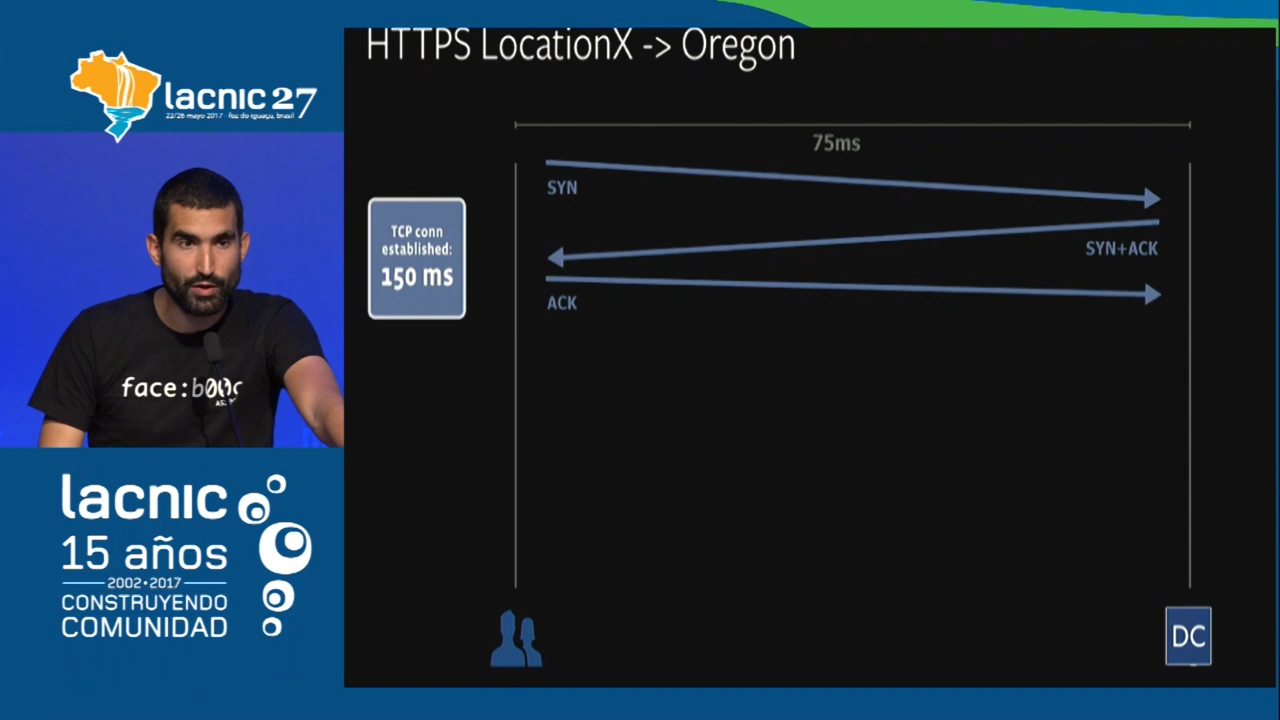 lacnic 27
22/26 mayo 2017 - foz do iguaçu, brasil
face:b00c
lacnic
15 años
2002•2017
CONSTRUYENDO
COMUNIDAD
HTTPS LocationX -> Oregon
75ms
SYN
TCP conn
established:
150 ms
SYN+ACK
ACK
DC